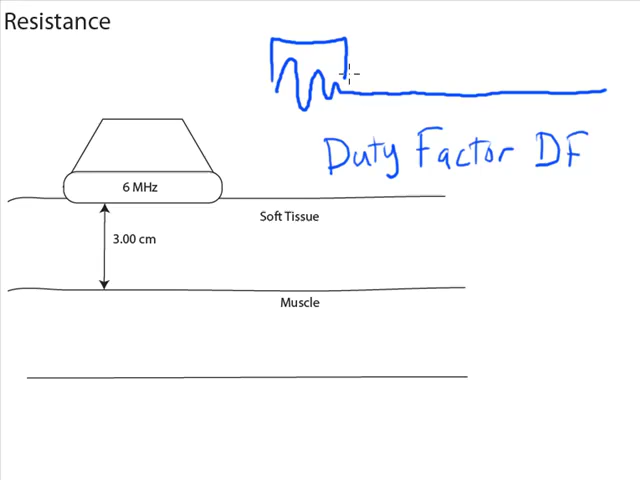 Resistance
Duty Factor DF
6 MHz
Soft Tissue
3.00 cm
Muscle